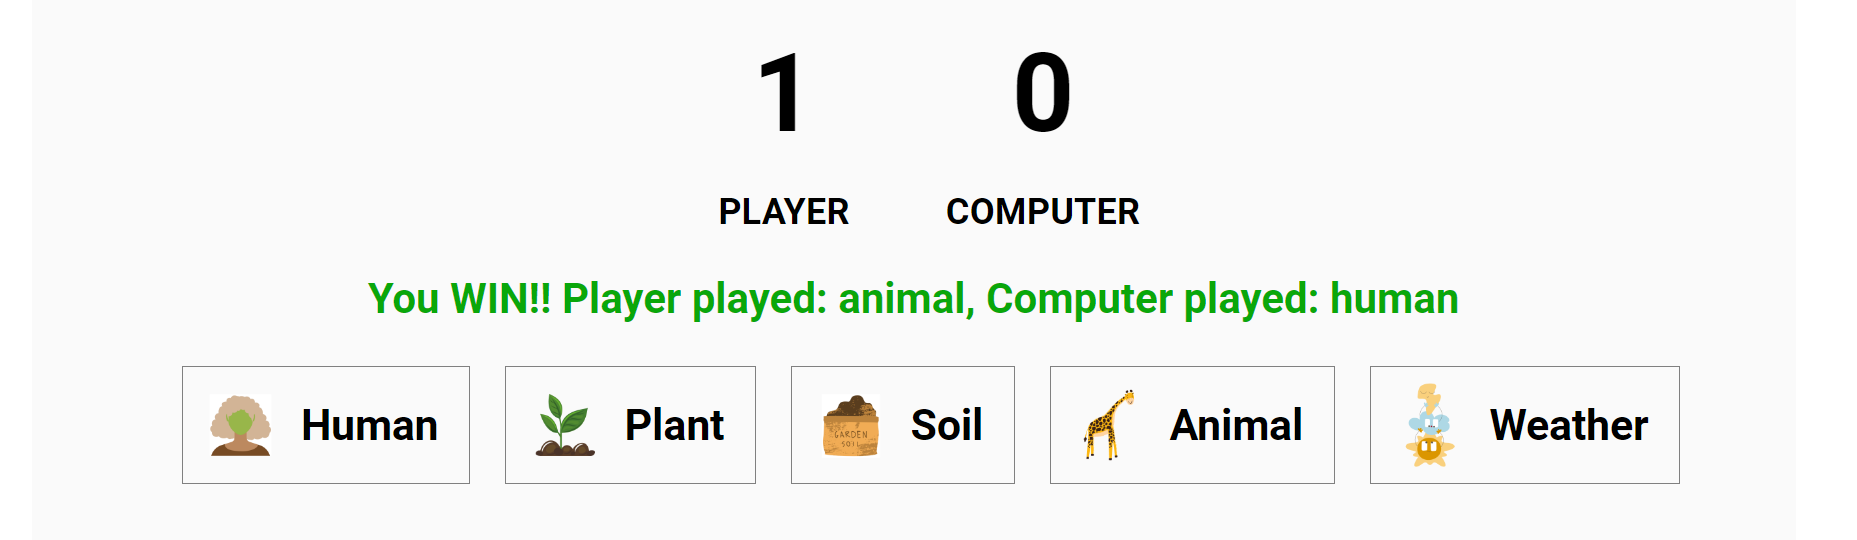 1 0
PLAYER COMPUTER
You WIN!! Player played: animal, Computer played: human
Human Plant GARDEN SOIL Soil Animal Weather